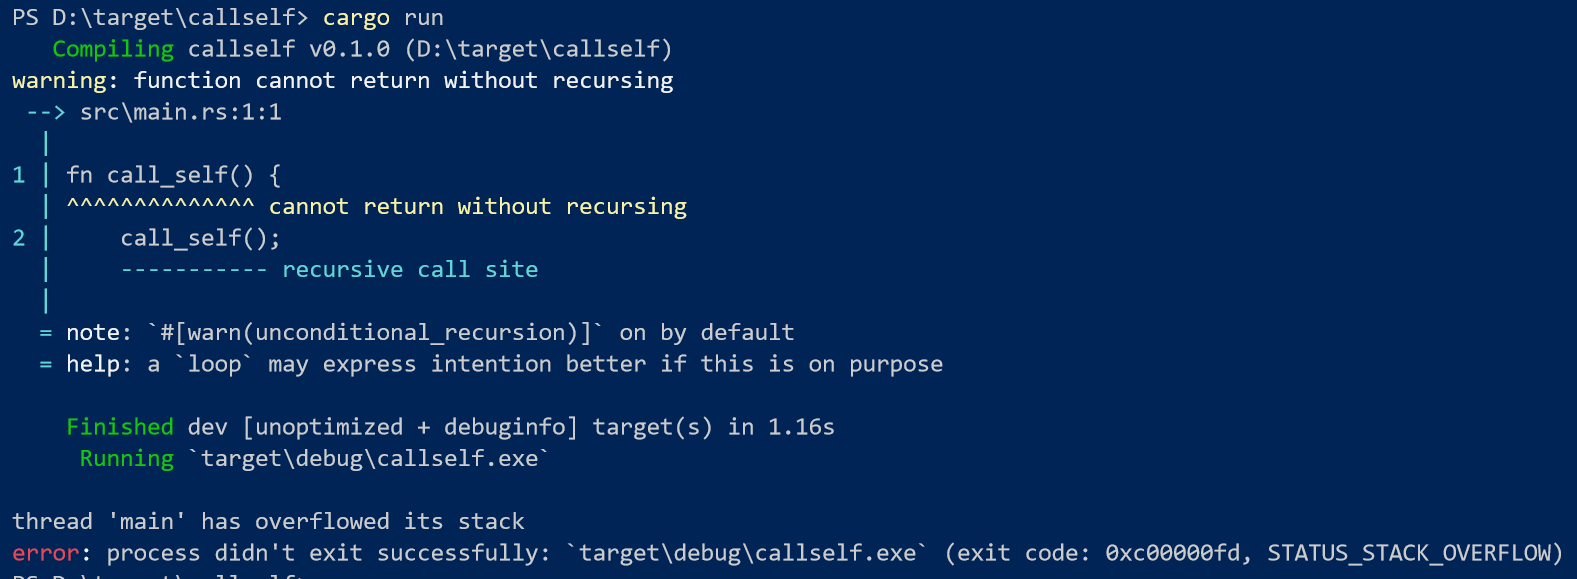 PS D:\target\callself> cargo run
   Compiling callself v0.1.0 (D:\target\callself)
warning: function cannot return without recursing
 --> src\main.rs:1:1
  |
1 | fn call_self() {
  | ^^^^^^^^^^^^^^ cannot return without recursing
2 |     call_self();
  |     ----------- recursive call site
  |
  = note: `#[warn(unconditional_recursion)]` on by default
  = help: a `loop` may express intention better if this is on purpose

    Finished dev [unoptimized + debuginfo] target(s) in 1.16s
     Running `target\debug\callself.exe`

thread 'main' has overflowed its stack
error: process didn't exit successfully: `target\debug\callself.exe` (exit code: 0xc00000fd, STATUS_STACK_OVERFLOW)
PS D:\target\callself>